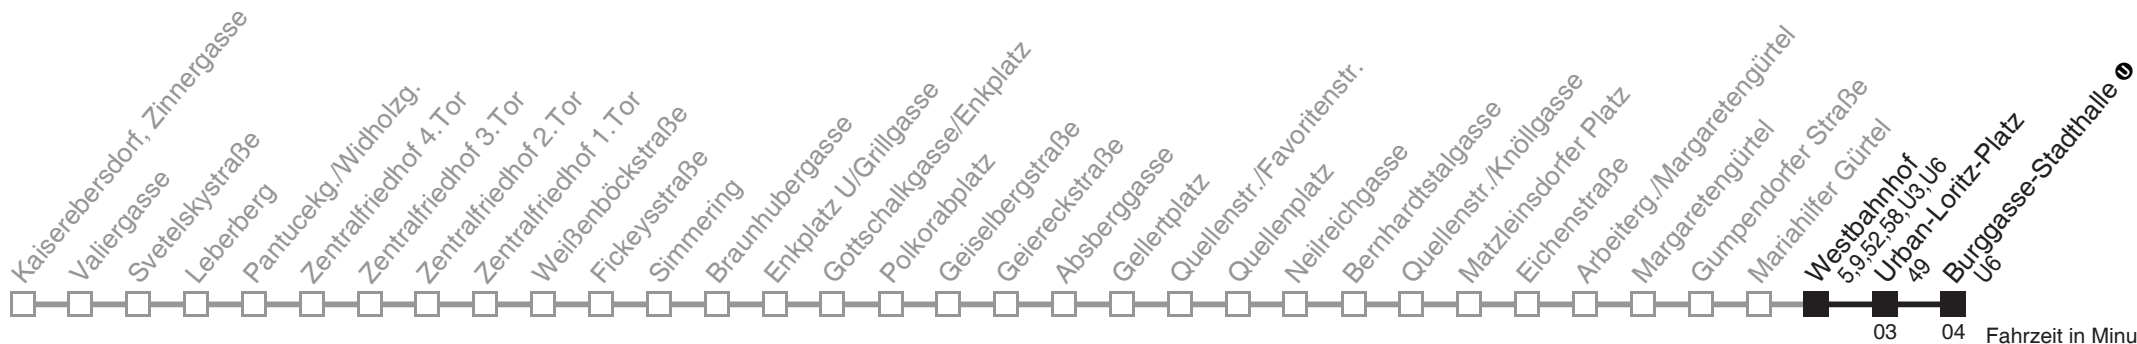 Kaiserebersdorf, Zinnergasse
Valiergasse
Svetelskystraße
Leberberg
Pantucekg./Widholzg.
Zentralfriedhof 4.Tor
Zentralfriedhof 3.Tor
Zentralfriedhof 2.Tor
Zentralfriedhof 1.Tor
Weißenböckstraße
Fickeysstraße
Simmering
Braunhubergasse
Enkplatz U/Grillgasse
Gottschalkgasse/Enkplatz
Polkorabplatz
Geiselbergstraße
Geiereckstraße
Absberggasse
Gellertplatz
Quellenstr./Favoritenstr.
Quellenplatz
Neilreichgasse
Bernhardtstalgasse
Quellenstr./Knöllgasse
Matzleinsdorfer Platz
Eichenstraße
Arbeiterg./Margaretengürtel
Margaretengürtel
Gumpendorfer Straße
Mariahilfer Gürtel
Westbahnhof
5,9,52,58,U3,U6
Urban-Loritz-Platz
49
Burggasse-Stadthalle U
U6
03
04
Fahrzeit in Minu